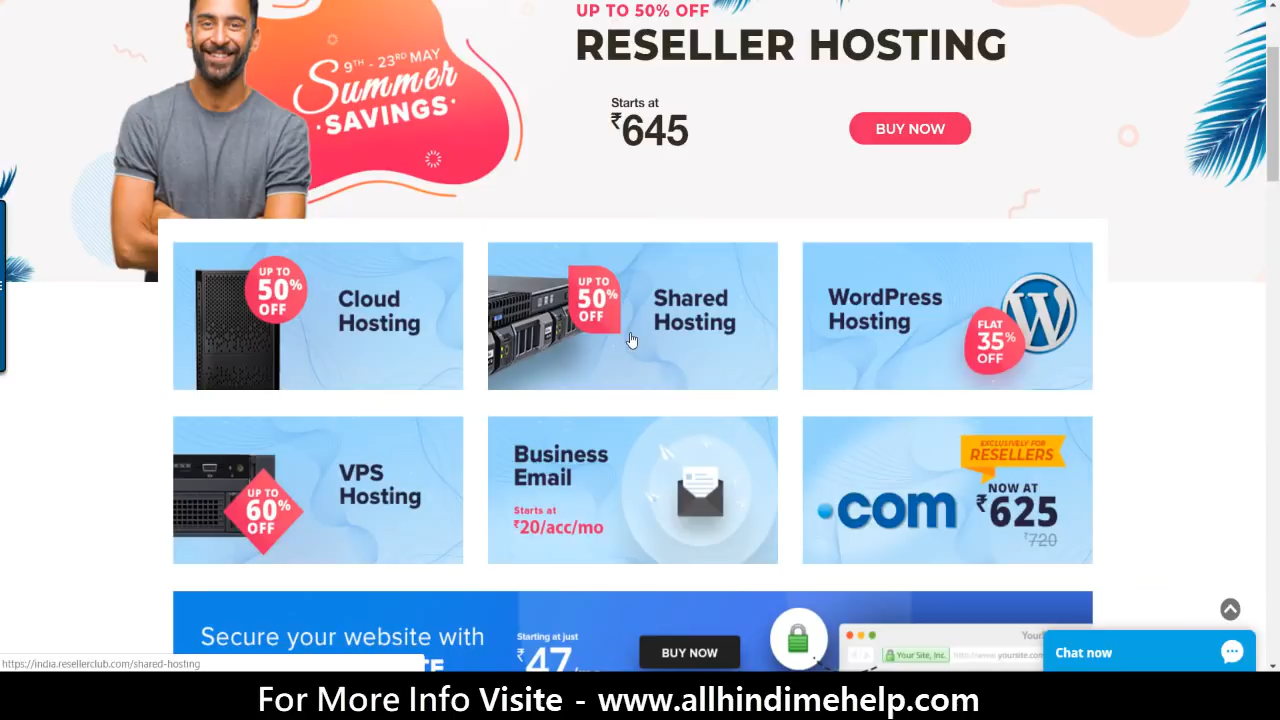 UP TO 50% OFF
RESELLER HOSTING
9TH - 23RD MAY
Summer
·SAVINGS·
Starts at
₹645
BUY NOW
UP TO
50%
OFF
Cloud
Hosting
UP TO
50%
OFF
Shared
Hosting
WordPress
Hosting
FLAT
35%
OFF
UP TO
60%
OFF
VPS
Hosting
Business
Email
Starts at
₹20/acc/mo
EXCLUSIVELY FOR
RESELLERS
.com
NOW AT
₹625
₹720
Secure your website with
Starting at just
₹47
BUY NOW
Your Site, Inc.
http://www.yoursite.com
Chat now
https://india.resellerclub.com/shared-hosting
For More Info Visite - www.allhindimehelp.com